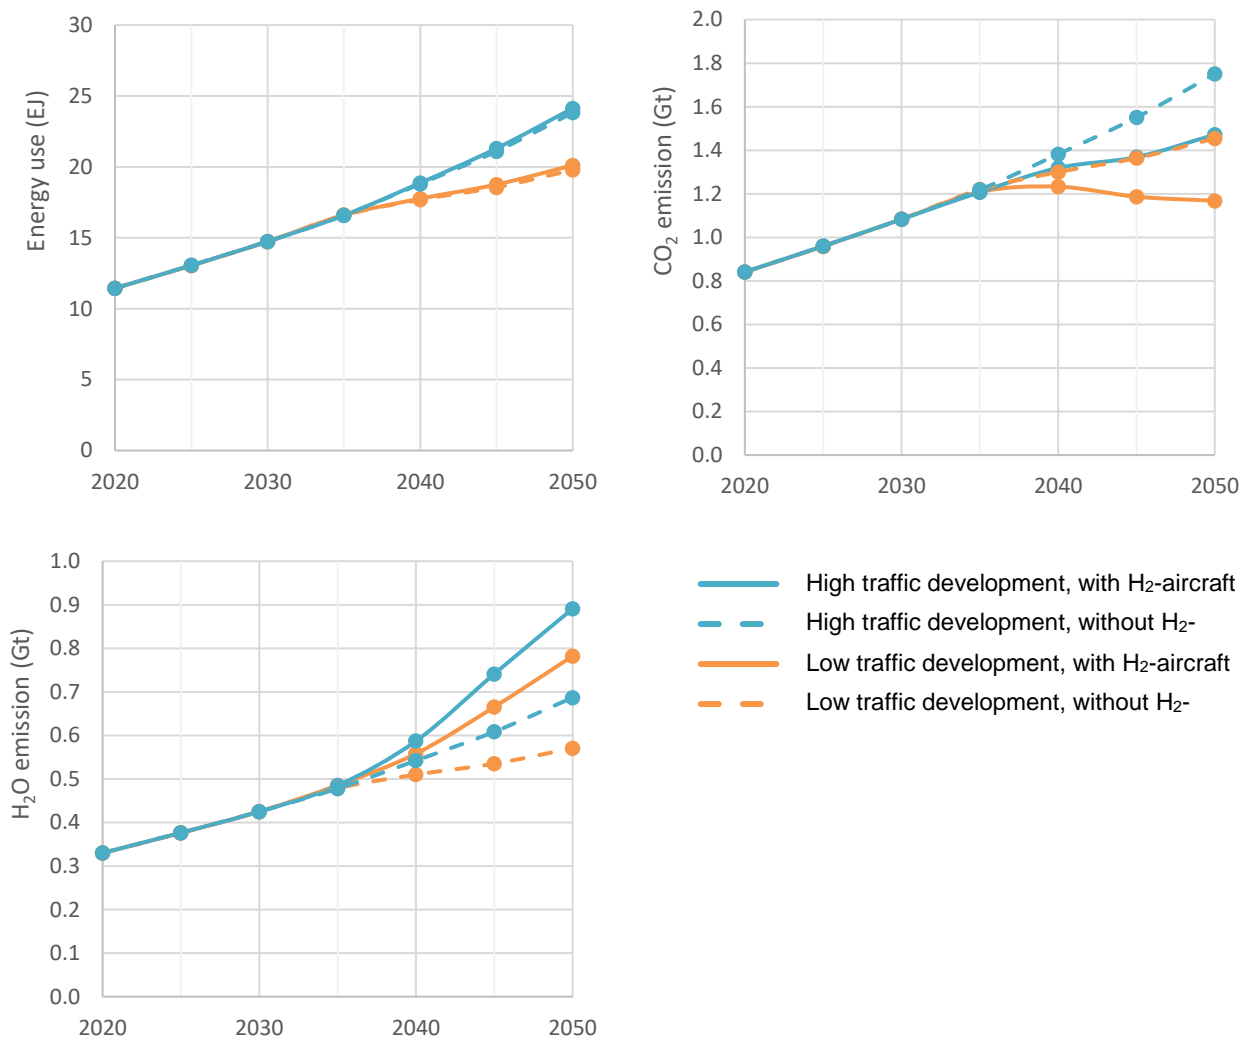 Energy use (EJ)
30
25
20
15
10
5
0
2020 2030 2040 2050
CO₂ emission (Gt)
2.0
1.8
1.6
1.4
1.2
1.0
0.8
0.6
0.4
0.2
0.0
2020 2030 2040 2050
H₂O emission (Gt)
1.0
0.9
0.8
0.7
0.6
0.5
0.4
0.3
0.2
0.1
0.0
2020 2030 2040 2050
High traffic development, with H₂-aircraft
High traffic development, without H₂-
Low traffic development, with H₂-aircraft
Low traffic development, without H₂-